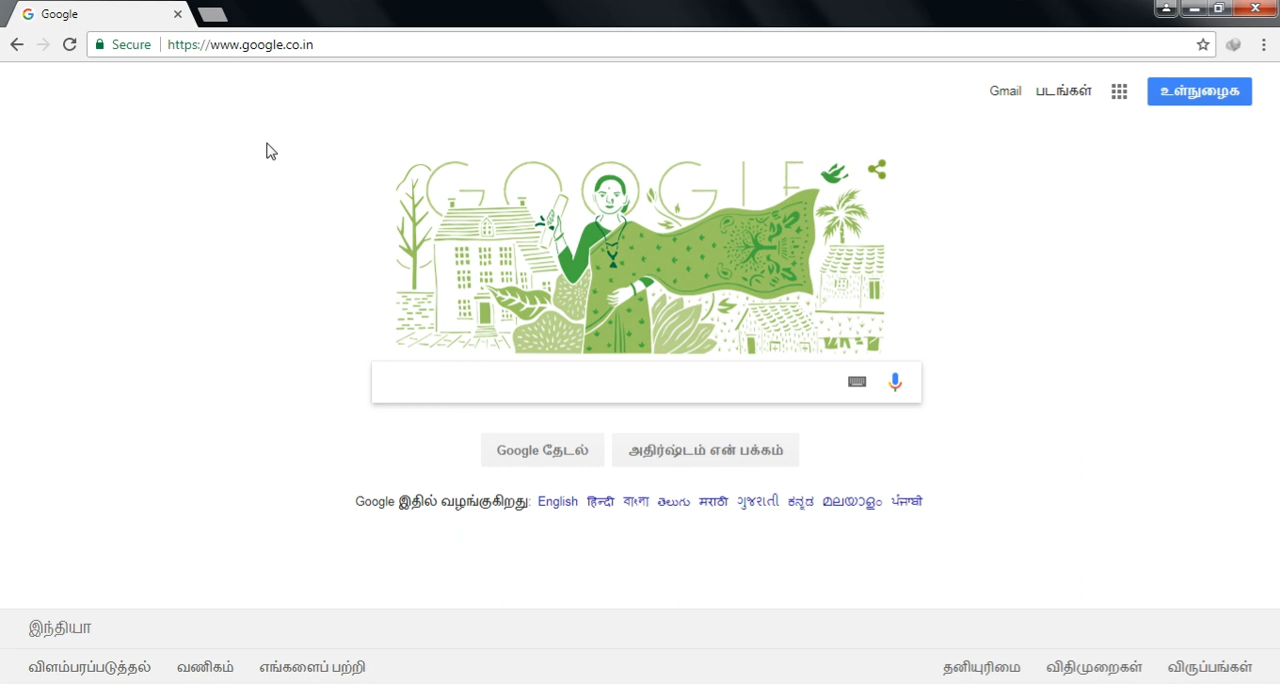 Google
Secure https://www.google.co.in
Gmail படங்கள் உள்நுழைக
GOOGLE
Google தேடல் அதிர்ஷ்டம் என் பக்கம்
Google இதில் வழங்குகிறது: English हिन्दी বাংলা తెలుగు मराठी ગુજરાતી ಕನ್ನಡ മലയാളം ਪੰਜਾਬੀ
இந்தியா
விளம்பரப்படுத்தல் வணிகம் எங்களைப் பற்றி தனியுரிமை விதிமுறைகள் விருப்பங்கள்